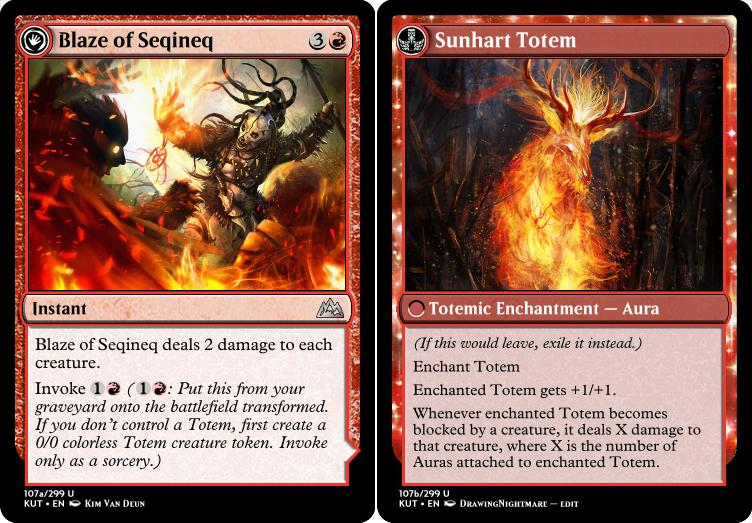 Blaze of Seqineq
3
Instant
Blaze of Seqineq deals 2 damage to each
creature.
Invoke 1 (1: Put this from your
graveyard onto the battlefield transformed.
If you don't control a Totem, first create a
0/0 colorless Totem creature token. Invoke
only as a sorcery.)
107a/299 U
KUT • EN Kim Van Deun
Sunhart Totem
Totemic Enchantment — Aura
(If this would leave, exile it instead.)
Enchant Totem
Enchanted Totem gets +1/+1.
Whenever enchanted Totem becomes
blocked by a creature, it deals X damage to
that creature, where X is the number of
Auras attached to enchanted Totem.
107b/299 U
KUT • EN DrawingNightmare — edit